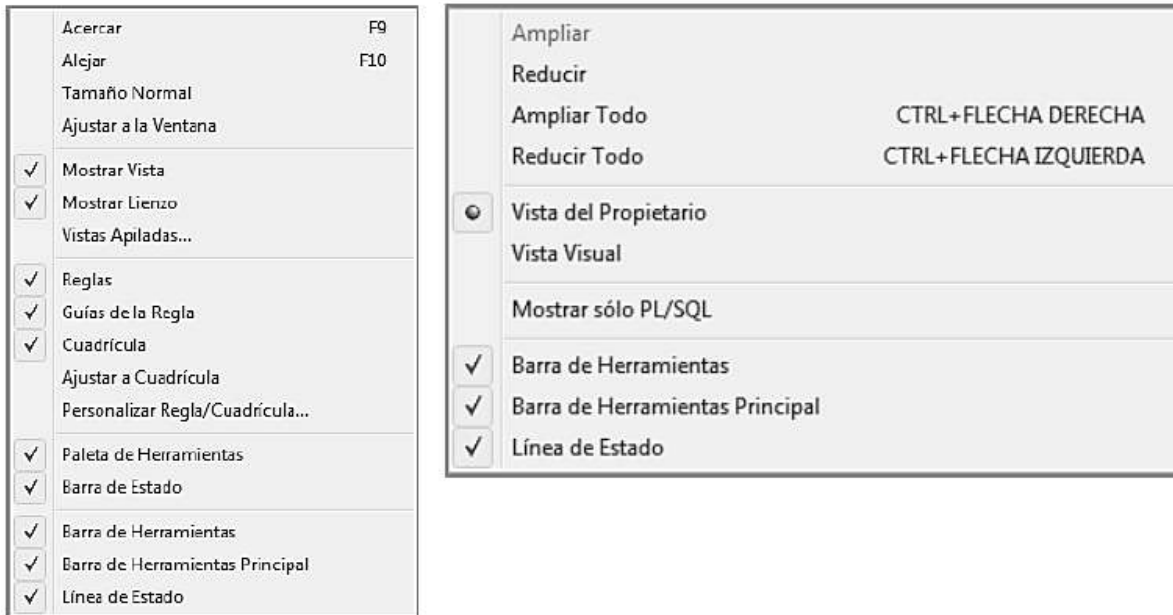 Acercar F9
Alejar F10
Tamaño Normal
Ajustar a la Ventana
Mostrar Vista
Mostrar Lienzo
Vistas Apiladas...
Reglas
Guías de la Regla
Cuadrícula
Ajustar a Cuadrícula
Personalizar Regla/Cuadrícula...
Paleta de Herramientas
Barra de Estado
Barra de Herramientas
Barra de Herramientas Principal
Línea de Estado
Ampliar
Reducir
Ampliar Todo CTRL+FLECHA DERECHA
Reducir Todo CTRL+FLECHA IZQUIERDA
Vista del Propietario
Vista Visual
Mostrar sólo PL/SQL
Barra de Herramientas
Barra de Herramientas Principal
Línea de Estado